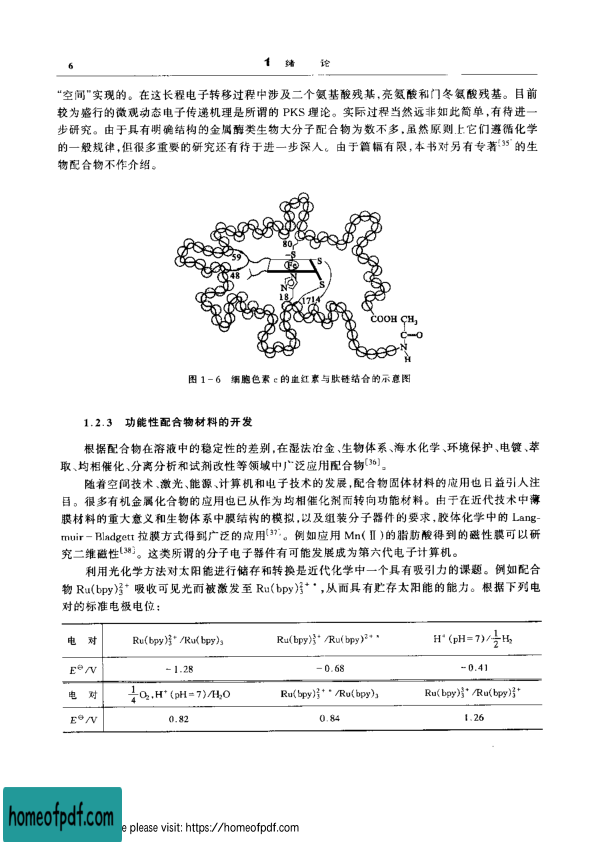 6
1 绪 论
“空间”实现的。在这长程电子转移过程中涉及二个氨基酸残基,亮氨酸和门冬氨酸残基。目前
较为盛行的微观动态电子传递机理是所谓的 PKS 理论。实际过程当然远非如此简单,有待进一
步研究。由于具有明确结构的金属酶类生物大分子配合物为数不多,虽然原则上它们遵循化学
的一般规律,但很多重要的研究还有待于进一步深入。由于篇幅有限,本书对另有专著[35]的生
物配合物不作介绍。
80
S
59
Fe
S
48
N
S
N
18
17 14
COOH CH₃
C=O
N
H
图 1-6 细胞色素 c 的血红素与肽链结合的示意图
1.2.3 功能性配合物材料的开发
根据配合物在溶液中的稳定性的差别,在湿法冶金、生物体系、海水化学、环境保护、电镀、萃
取、均相催化、分离分析和试剂改性等领域中广泛应用配合物[36]。
随着空间技术、激光、能源、计算机和电子技术的发展,配合物固体材料的应用也日益引人注
目。很多有机金属化合物的应用也已从作为均相催化剂而转向功能材料。由于在近代技术中薄
膜材料的重大意义和生物体系中膜结构的模拟,以及组装分子器件的要求,胶体化学中的 Lang-
muir-Bladgett 拉膜方式得到广泛的应用[37]。例如应用 Mn(Ⅱ)的脂肪酸得到的磁性膜可以研
究二维磁性[38]。这类所谓的分子电子器件有可能发展成为第六代电子计算机。
利用光化学方法对太阳能进行储存和转换是近代化学中一个具有吸引力的课题。例如配合
物 Ru(bpy)₃²⁺ 吸收可见光而被激发至 Ru(bpy)₃²⁺*,从而具有贮存太阳能的能力。根据下列电
对的标准电极电位:
电 对 Ru(bpy)₃²⁺/Ru(bpy)₃ Ru(bpy)₃³⁺/Ru(bpy)²⁺* H⁺(pH=7)/½H₂
E⊖/V -1.28 -0.68 -0.41
电 对 ¼O₂,H⁺(pH=7)/H₂O Ru(bpy)₃²⁺*/Ru(bpy)₃ Ru(bpy)₃³⁺/Ru(bpy)₃²⁺
E⊖/V 0.82 0.84 1.26
homeofpdf.com
e please visit: https://homeofpdf.com